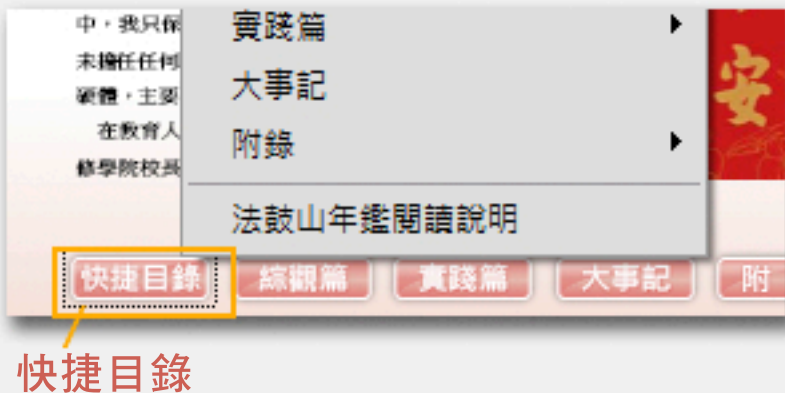 中，我只保
未擔任任何
硬體，主要
在教育人
修學院校長
實踐篇
大事記
附錄
法鼓山年鑑閱讀說明
安
快捷目錄 綜觀篇 實踐篇 大事記 附
快捷目錄